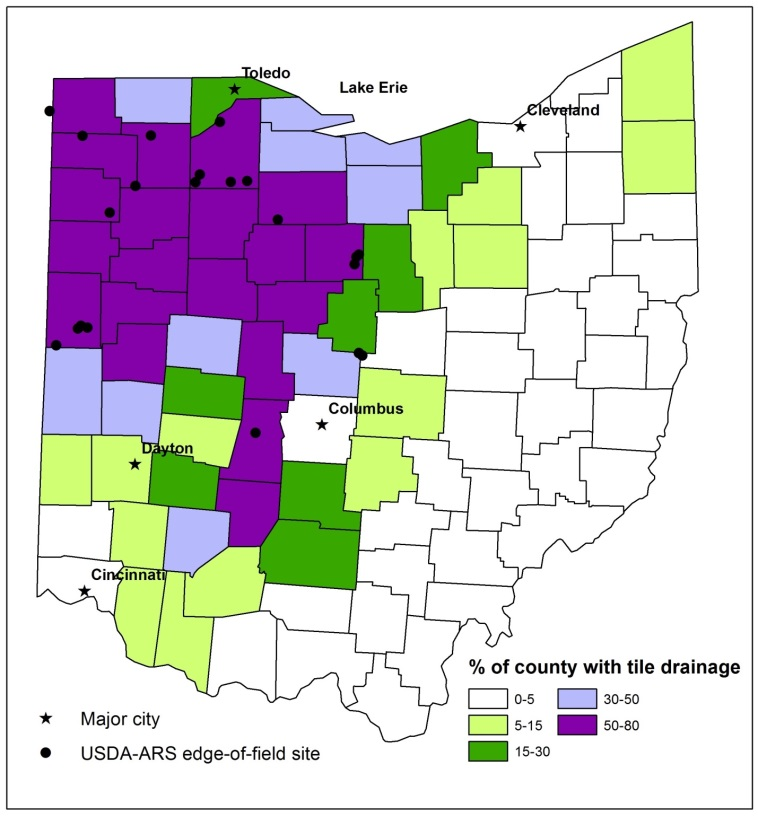 Toledo
Lake Erie
Cleveland
Columbus
Dayton
Cincinnati
% of county with tile drainage
0-5
30-50
5-15
50-80
15-30
Major city
USDA-ARS edge-of-field site